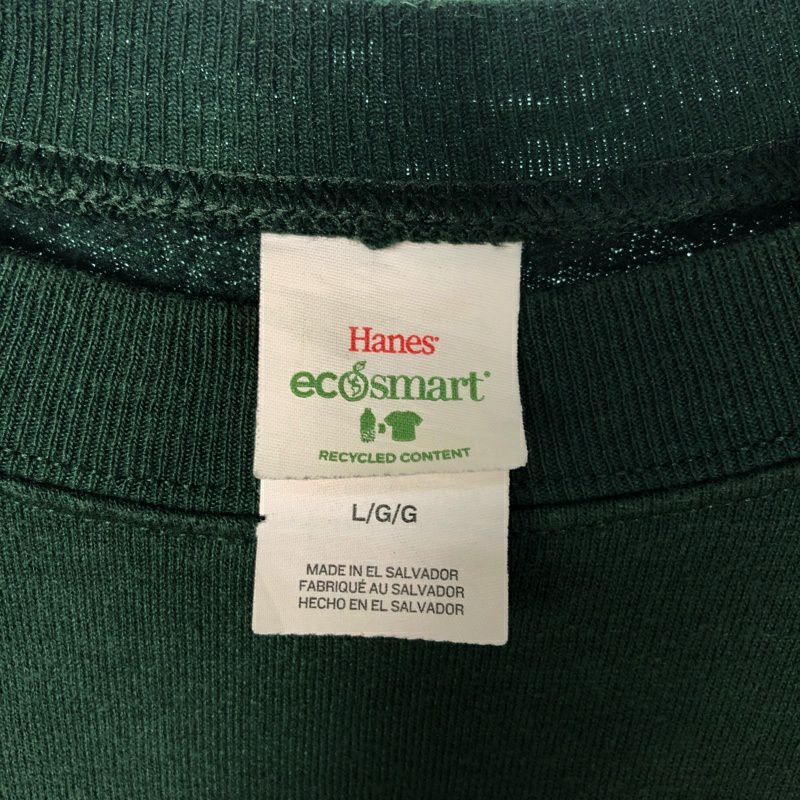 Hanes
ecosmart
RECYCLED CONTENT
L/G/G
MADE IN EL SALVADOR
FABRIQUÉ AU SALVADOR
HECHO EN EL SALVADOR